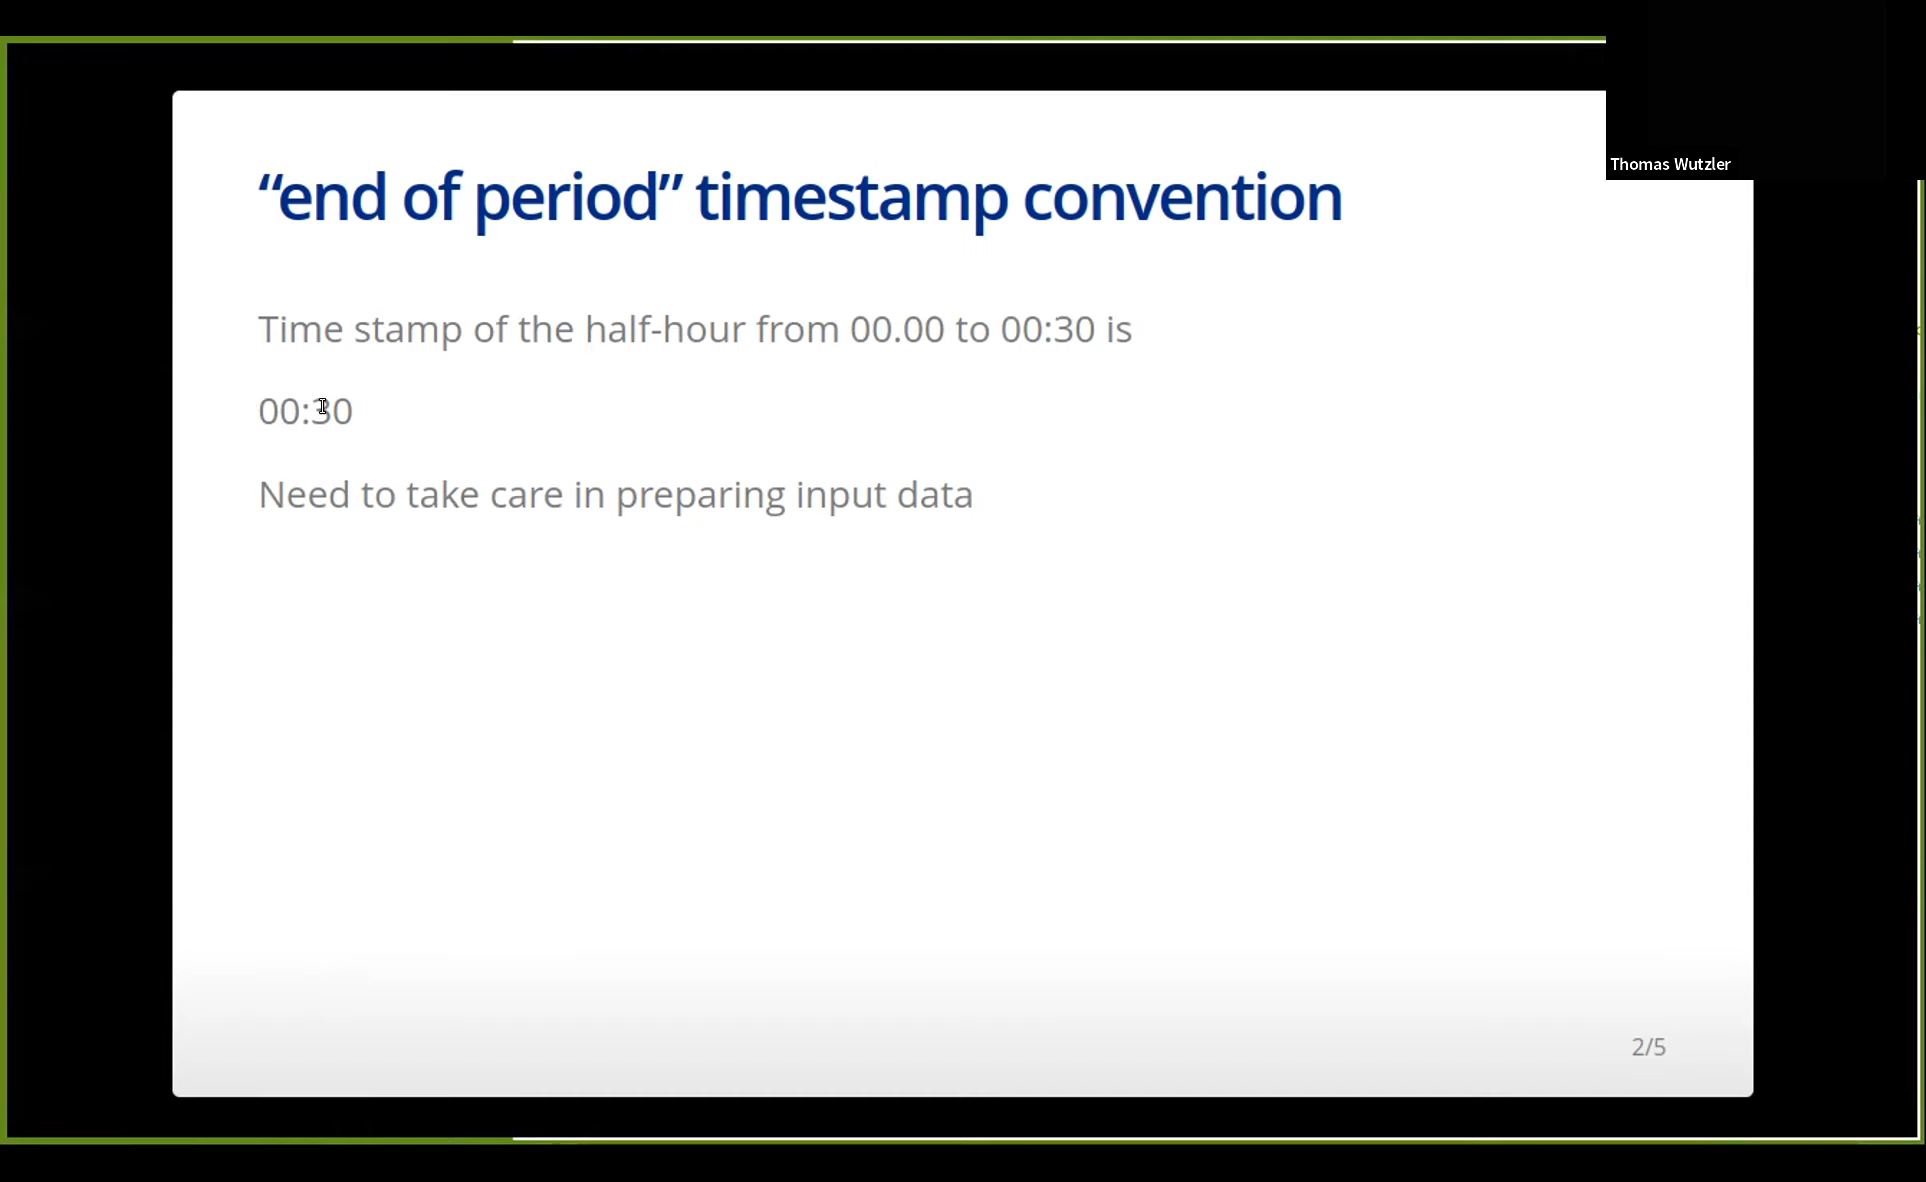 Thomas Wutzler
“end of period” timestamp convention
Time stamp of the half-hour from 00.00 to 00:30 is
00:30
Need to take care in preparing input data
2/5